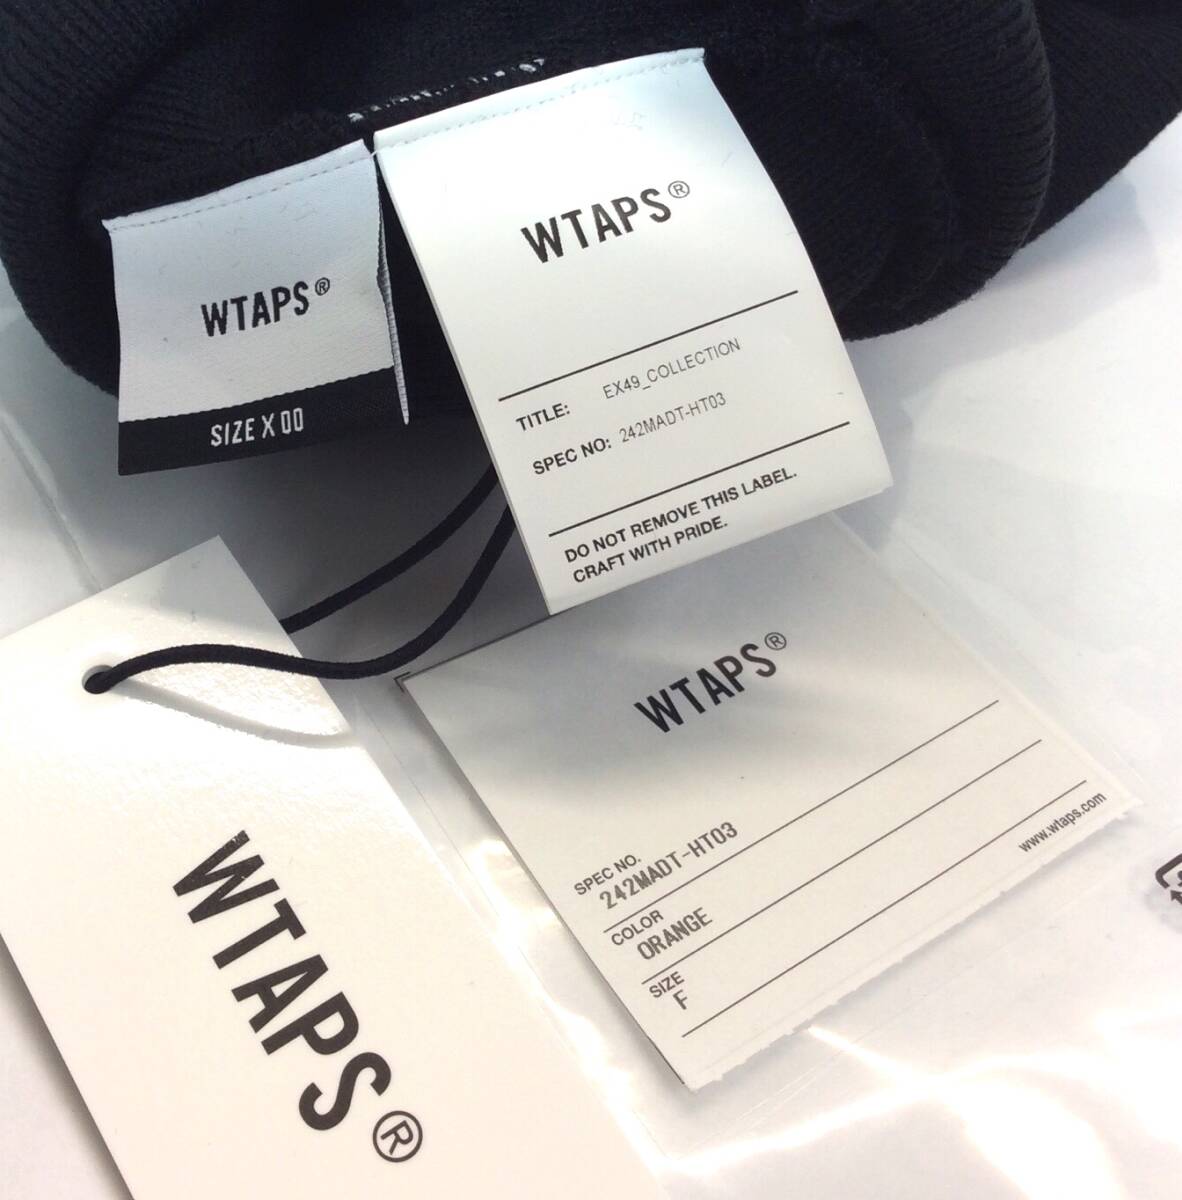 WTAPS®
SIZE X 00
WTAPS®
TITLE: EX49_COLLECTION
SPEC NO: 242MADT-HT03
DO NOT REMOVE THIS LABEL.
CRAFT WITH PRIDE.
WTAPS®
SPEC NO.
242MADT-HT03
COLOR
ORANGE
SIZE
F
www.wtaps.com
WTAPS®